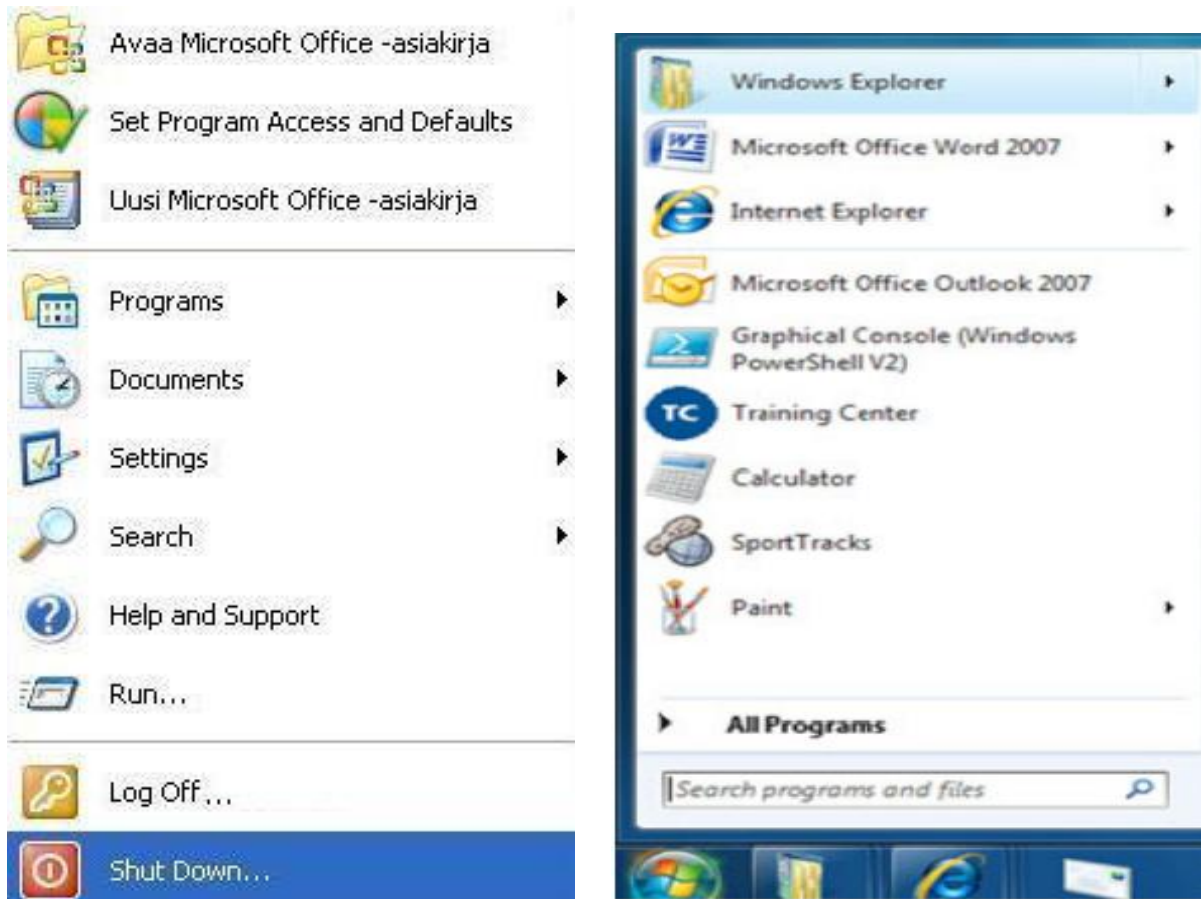 Avaa Microsoft Office -asiakirja
Set Program Access and Defaults
Uusi Microsoft Office -asiakirja
Programs
Documents
Settings
Search
Help and Support
Run...
Log Off...
Shut Down...
Windows Explorer
Microsoft Office Word 2007
Internet Explorer
Microsoft Office Outlook 2007
Graphical Console (Windows
PowerShell V2)
TC Training Center
Calculator
SportTracks
Paint
All Programs
Search programs and files